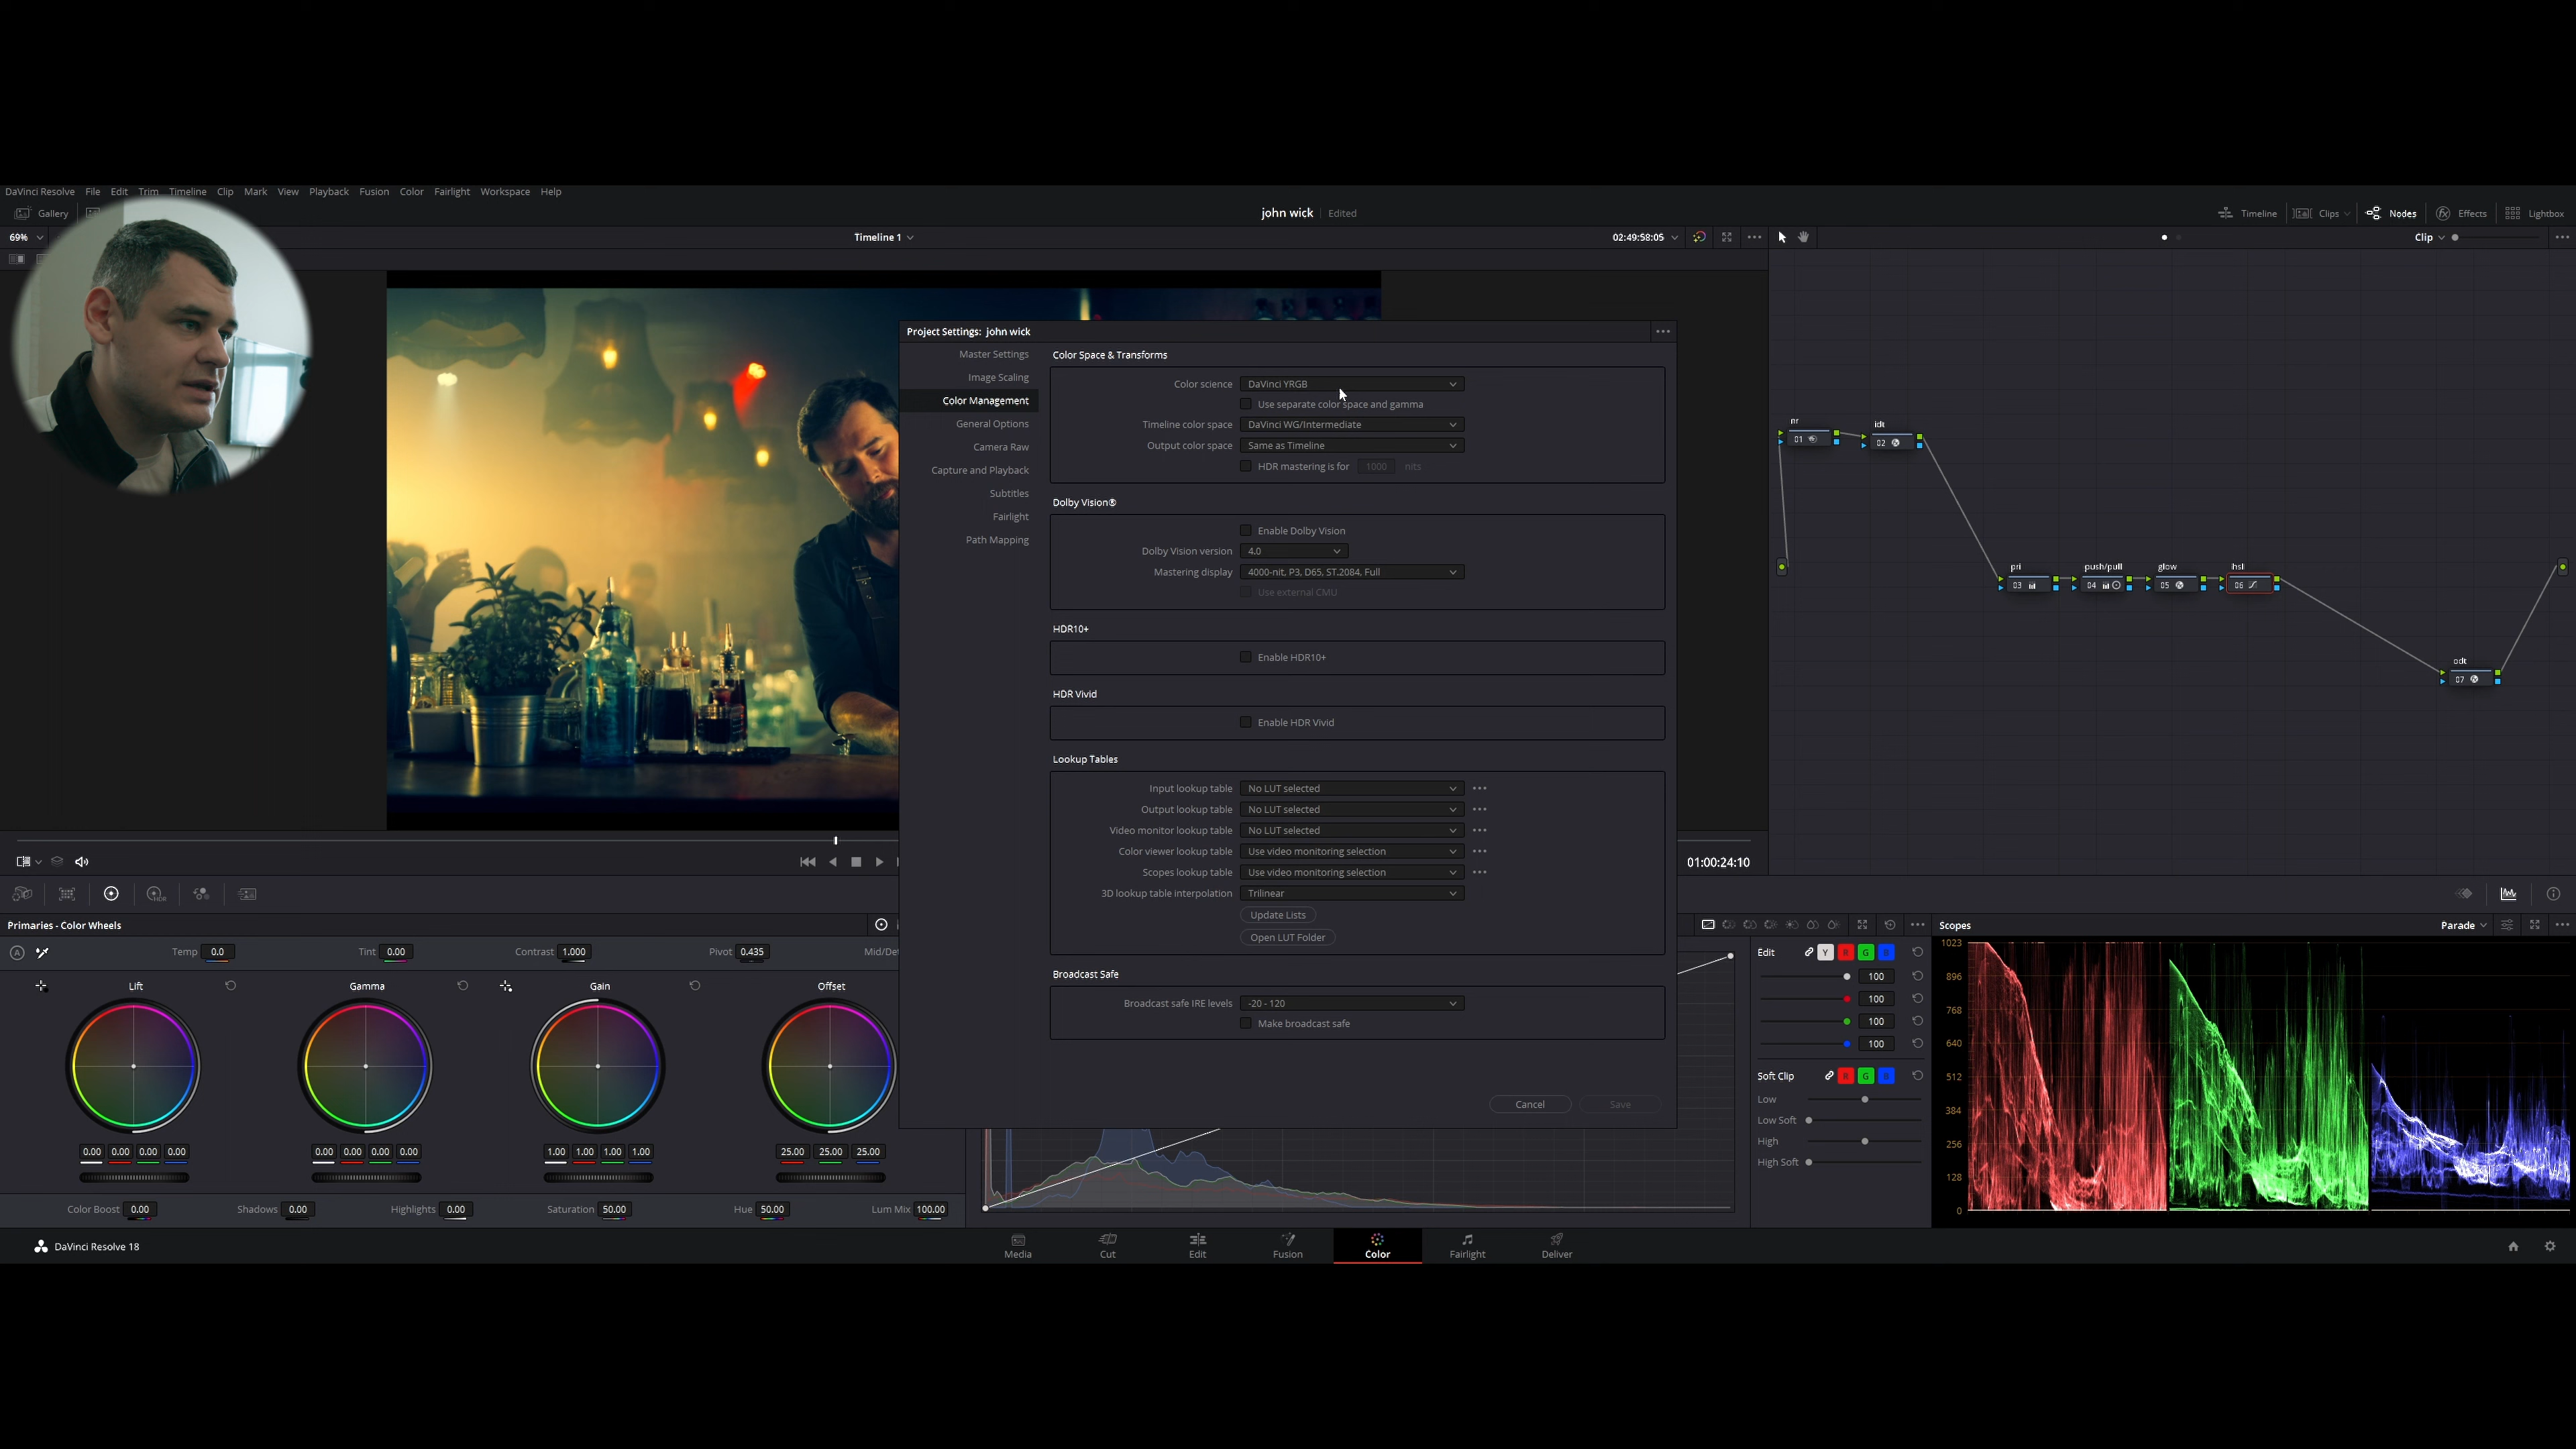 DaVinci Resolve File Edit Trim Timeline Clip Mark View Playback Fusion Color Fairlight Workspace Help
Gallery
john wick Edited
Timeline Clips Nodes Effects Lightbox
69%
Timeline 1
02:49:58:05
Clip
Project Settings: john wick
Master Settings
Image Scaling
Color Management
General Options
Camera Raw
Capture and Playback
Subtitles
Fairlight
Path Mapping
Color Space & Transforms
Color science DaVinci YRGB
Use separate color space and gamma
Timeline color space DaVinci WG/Intermediate
Output color space Same as Timeline
HDR mastering is for 1000 nits
Dolby Vision®
Enable Dolby Vision
Dolby Vision version 4.0
Mastering display 4000-nit, P3, D65, ST.2084, Full
Use external CMU
HDR10+
Enable HDR10+
HDR Vivid
Enable HDR Vivid
Lookup Tables
Input lookup table No LUT selected
Output lookup table No LUT selected
Video monitor lookup table No LUT selected
Color viewer lookup table Use video monitoring selection
Scopes lookup table Use video monitoring selection
3D lookup table interpolation Trilinear
Update Lists
Open LUT Folder
Broadcast Safe
Broadcast safe IRE levels -20 - 120
Make broadcast safe
Cancel Save
nr idt
01 02
pri push/pull glow hsl
03 04 05 06
odt
07
01:00:24:10
HDR
Primaries - Color Wheels
A
Temp 0.0 Tint 0.00 Contrast 1.000 Pivot 0.435 Mid/Det
Lift Gamma Gain Offset
0.00 0.00 0.00 0.00
0.00 0.00 0.00 0.00
1.00 1.00 1.00 1.00
25.00 25.00 25.00
Color Boost 0.00 Shadows 0.00 Highlights 0.00 Saturation 50.00 Hue 50.00 Lum Mix 100.00
Edit Y R G B
100
100
100
100
Soft Clip R G B
Low
Low Soft
High
High Soft
Scopes Parade
1023
896
768
640
512
384
256
128
0
DaVinci Resolve 18
Media Cut Edit Fusion Color Fairlight Deliver